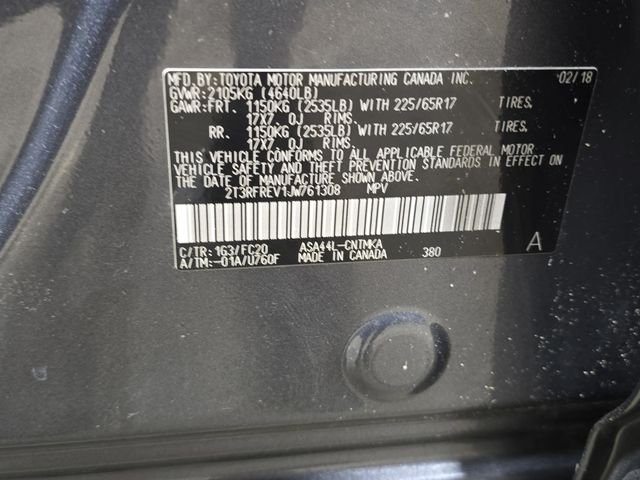 MFD.BY:TOYOTA MOTOR MANUFACTURING CANADA INC. 02/18
GVWR:2105KG (4640LB)
GAWR:FRT. 1150KG (2535LB) WITH 225/65R17 TIRES.
17X7.0J RIMS.
RR. 1150KG (2535LB) WITH 225/65R17 TIRES.
17X7.0J RIMS.
THIS VEHICLE CONFORMS TO ALL APPLICABLE FEDERAL MOTOR
VEHICLE SAFETY AND THEFT PREVENTION STANDARDS IN EFFECT ON
THE DATE OF MANUFACTURE SHOWN ABOVE.
2T3RFREV1JW761308 MPV
C/TR:1G3/FC20 ASA44L-CNTMKA 380 A
A/TM:-01A/U760F MADE IN CANADA